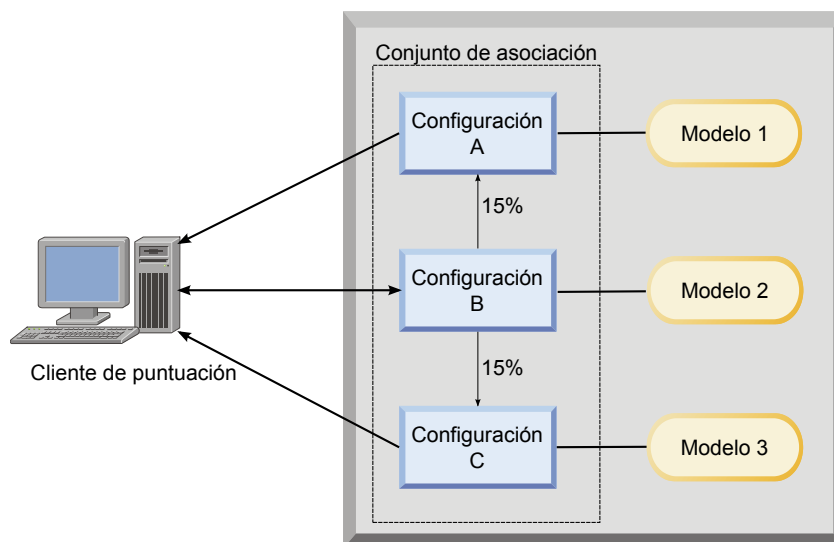 Conjunto de asociación
Configuración
A
Modelo 1
15%
Configuración
B
Modelo 2
Cliente de puntuación
15%
Configuración
C
Modelo 3